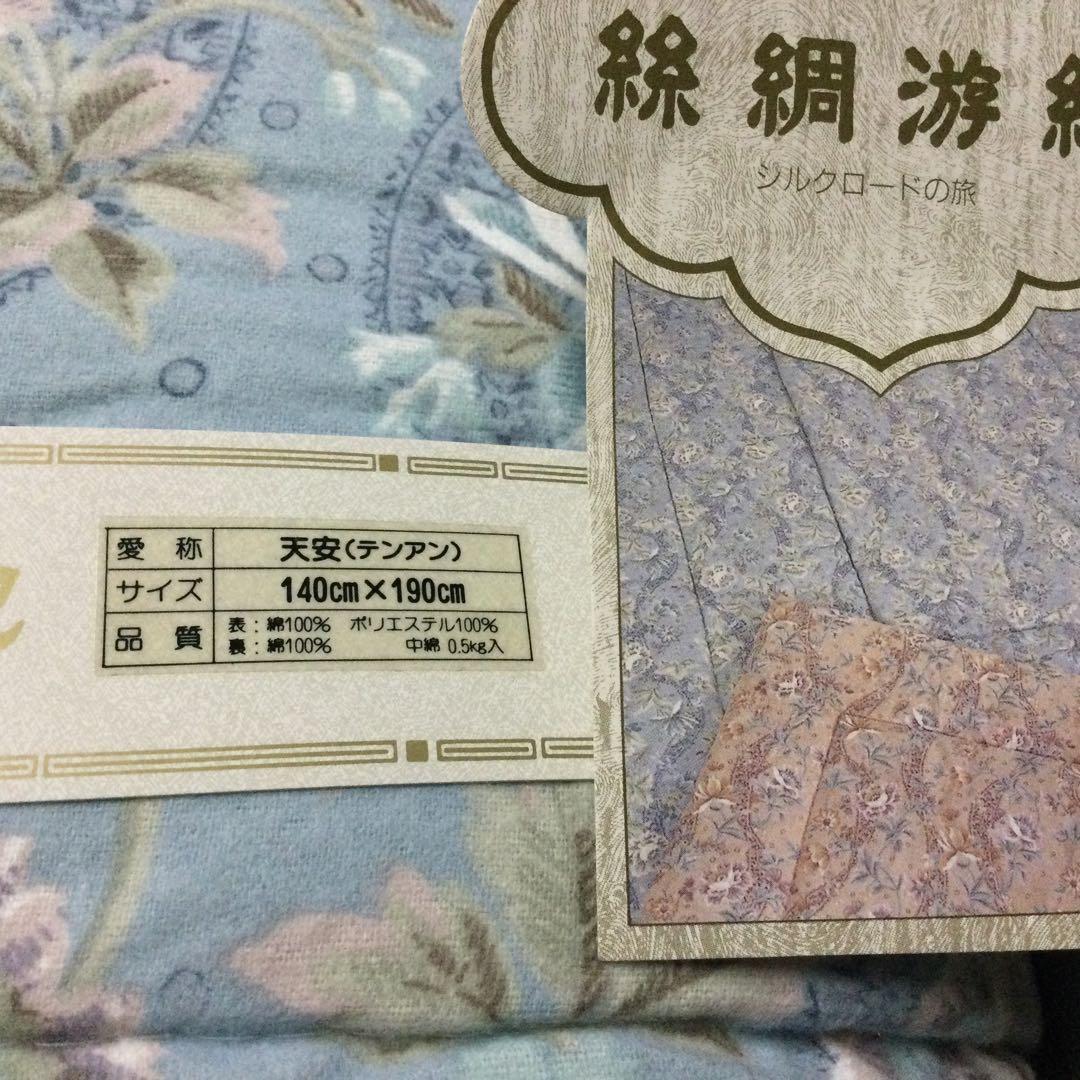 絲綢游
シルクロードの旅
愛称 天安(テンアン)
サイズ 140cm×190cm
品質 表:綿100% ポリエステル100%
裏:綿100% 中綿 0.5kg入